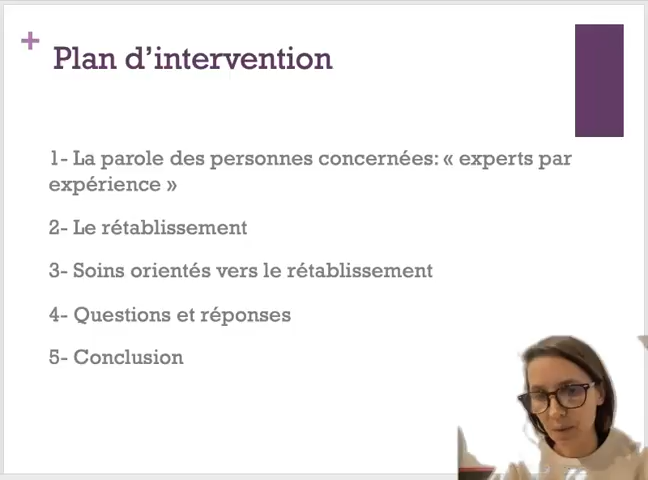 Plan d’intervention
1- La parole des personnes concernées: « experts par
expérience »
2- Le rétablissement
3- Soins orientés vers le rétablissement
4- Questions et réponses
5- Conclusion